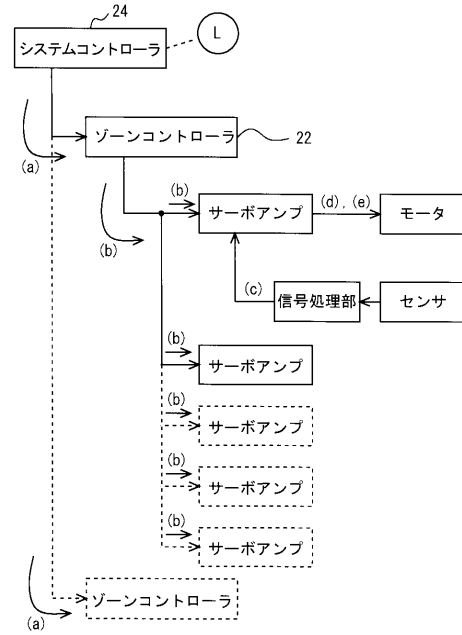 24
L
システムコントローラ
(a)
ゾーンコントローラ
22
(b)
(b)
サーボアンプ
(d), (e)
モータ
(c)
信号処理部
センサ
(b)
サーボアンプ
(b)
サーボアンプ
(b)
サーボアンプ
(b)
サーボアンプ
ゾーンコントローラ
(a)